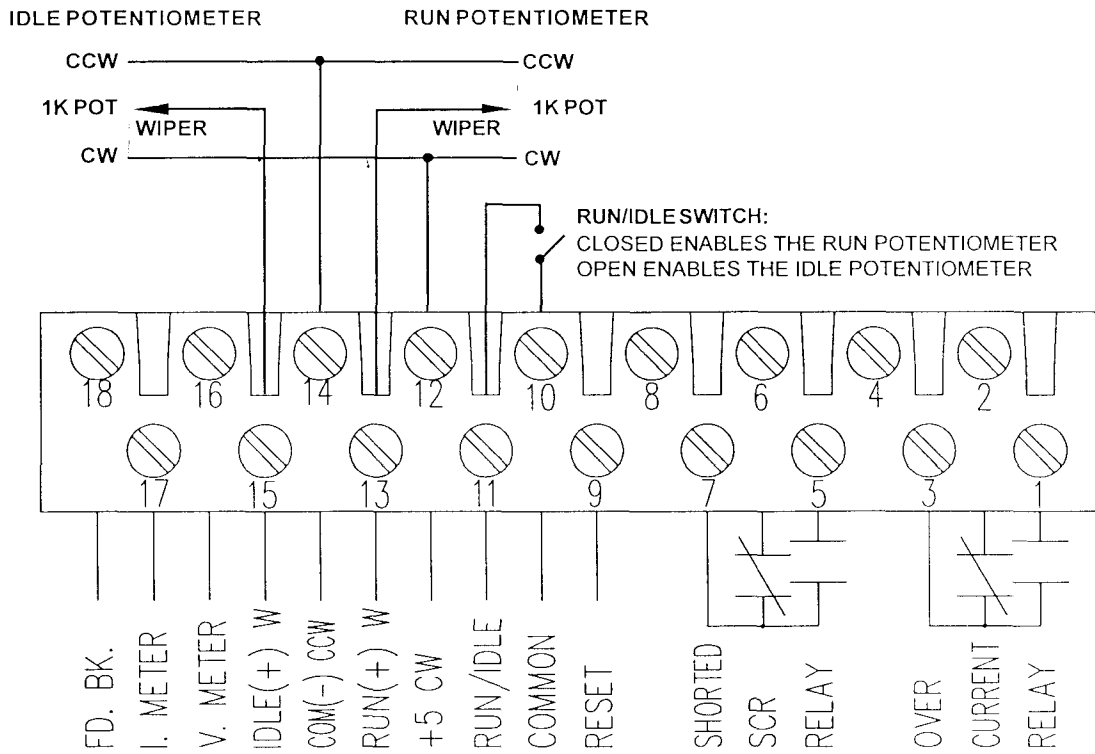 IDLE POTENTIOMETER
RUN POTENTIOMETER
CCW
CCW
1K POT
WIPER
WIPER
1K POT
CW
CW
RUN/IDLE SWITCH:
CLOSED ENABLES THE RUN POTENTIOMETER
OPEN ENABLES THE IDLE POTENTIOMETER
18 16 14 12 10 8 6 4 2
17 15 13 11 9 7 5 3 1
FD. BK.
I. METER
V. METER
IDLE(+) W
COM(-) CCW
RUN(+) W
+5 CW
RUN/IDLE
COMMON
RESET
SHORTED
SCR
RELAY
OVER
CURRENT
RELAY